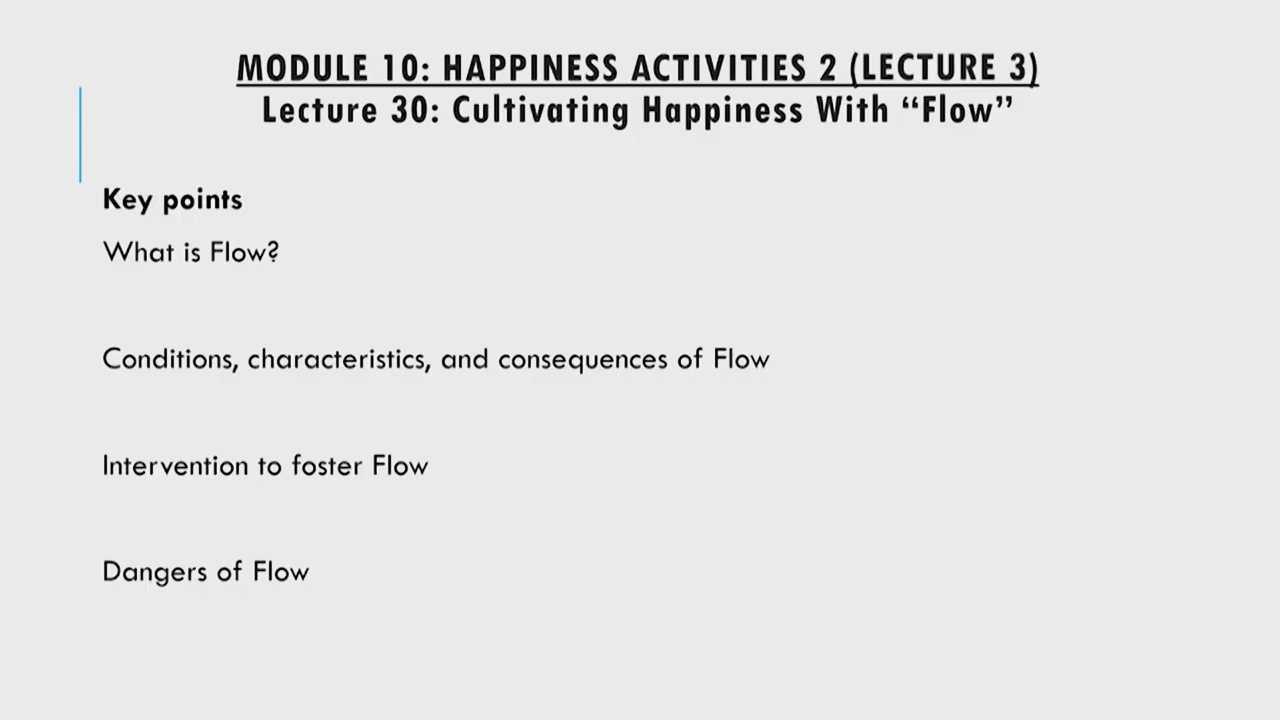 MODULE 10: HAPPINESS ACTIVITIES 2 (LECTURE 3)
Lecture 30: Cultivating Happiness With “Flow”
Key points
What is Flow?
Conditions, characteristics, and consequences of Flow
Intervention to foster Flow
Dangers of Flow